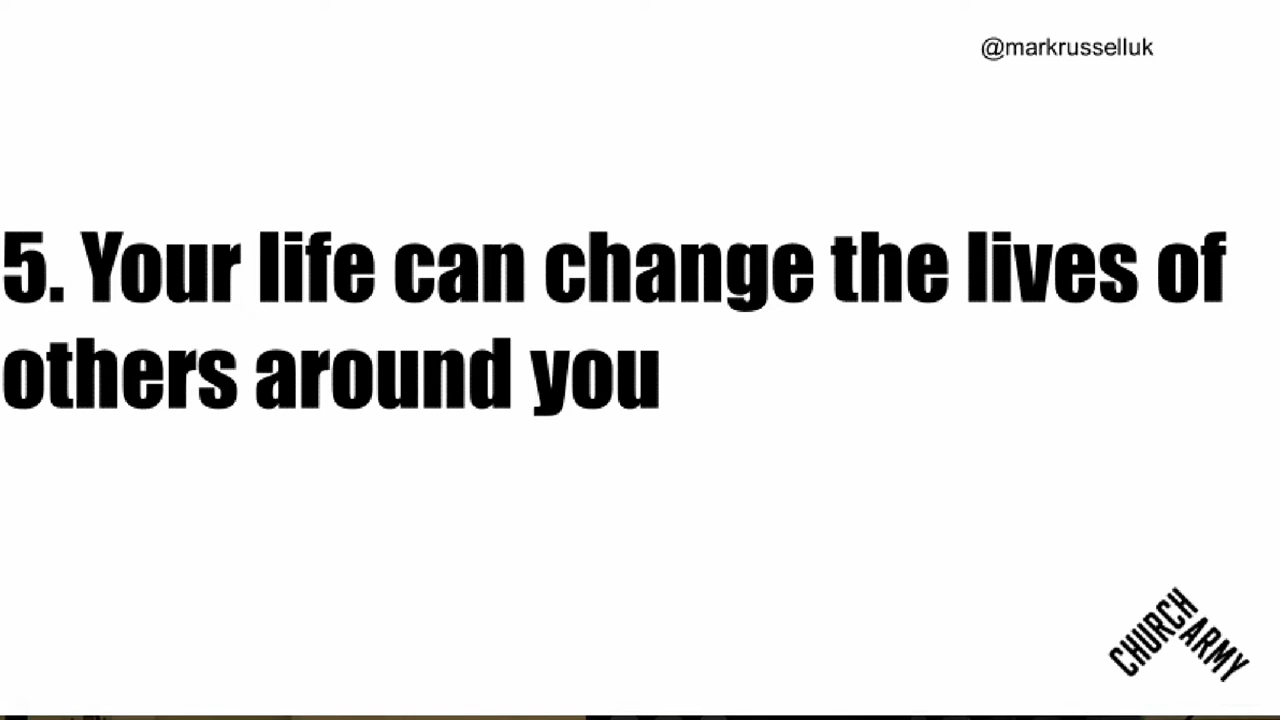 @markrusselluk
5. Your life can change the lives of
others around you
CHURCH
ARMY